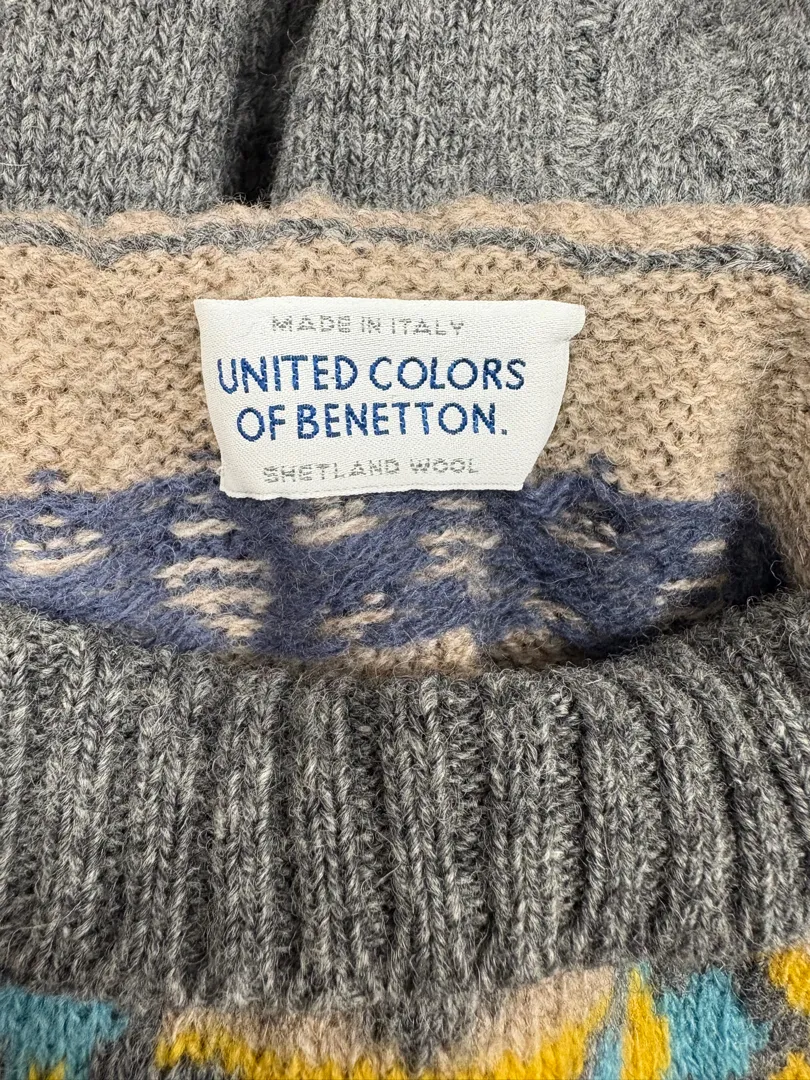 MADE IN ITALY
UNITED COLORS
OF BENETTON.
SHETLAND WOOL